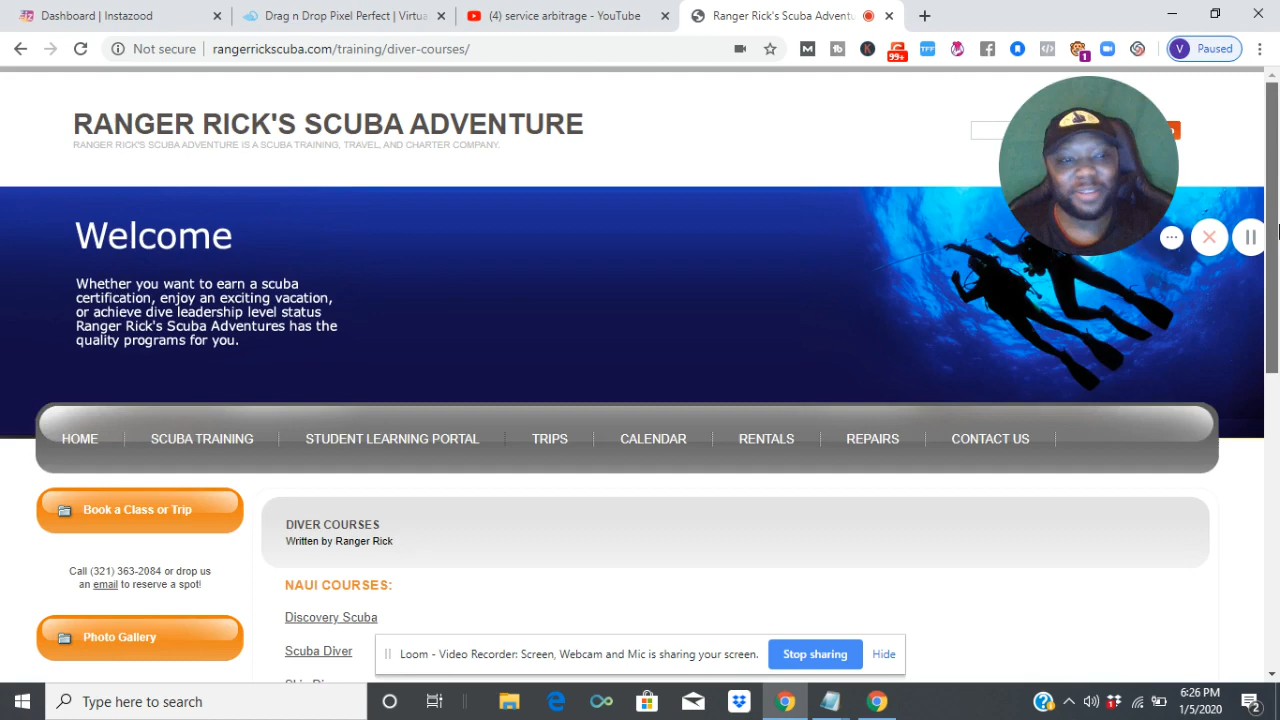 Dashboard | Instazood
Drag n Drop Pixel Perfect | Virtua
(4) service arbitrage - YouTube
Ranger Rick's Scuba Adventu
Not secure
rangerrickscuba.com/training/diver-courses/
99+
TFF
1
V Paused
RANGER RICK'S SCUBA ADVENTURE
RANGER RICK'S SCUBA ADVENTURE IS A SCUBA TRAINING, TRAVEL, AND CHARTER COMPANY.
Welcome
Whether you want to earn a scuba
certification, enjoy an exciting vacation,
or achieve dive leadership level status
Ranger Rick's Scuba Adventures has the
quality programs for you.
HOME
SCUBA TRAINING
STUDENT LEARNING PORTAL
TRIPS
CALENDAR
RENTALS
REPAIRS
CONTACT US
Book a Class or Trip
Call (321) 363-2084 or drop us
an email to reserve a spot!
Photo Gallery
DIVER COURSES
Written by Ranger Rick
NAUI COURSES:
Discovery Scuba
Scuba Diver
Loom - Video Recorder: Screen, Webcam and Mic is sharing your screen.
Stop sharing
Hide
Type here to search
6:26 PM
1/5/2020
2